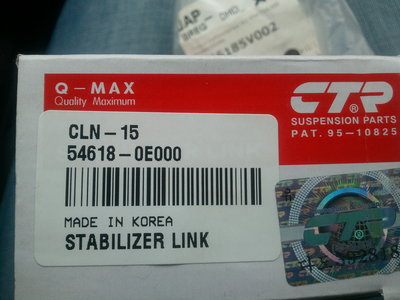 Q-MAX
Quality Maximum
CTR
®
SUSPENSION PARTS
PAT. 95-10825
CLN-15
54618-0E000
MADE IN KOREA
STABILIZER LINK